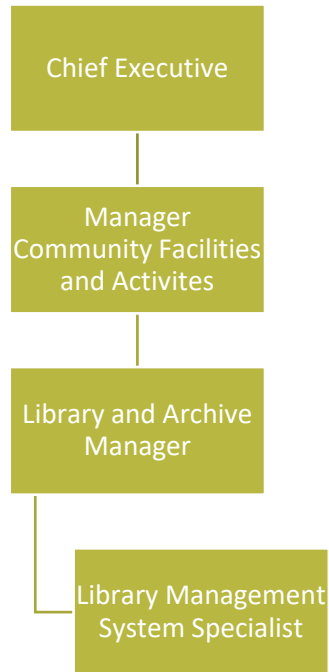 Chief Executive
Manager
Community Facilities
and Activites
Library and Archive
Manager
Library Management
System Specialist